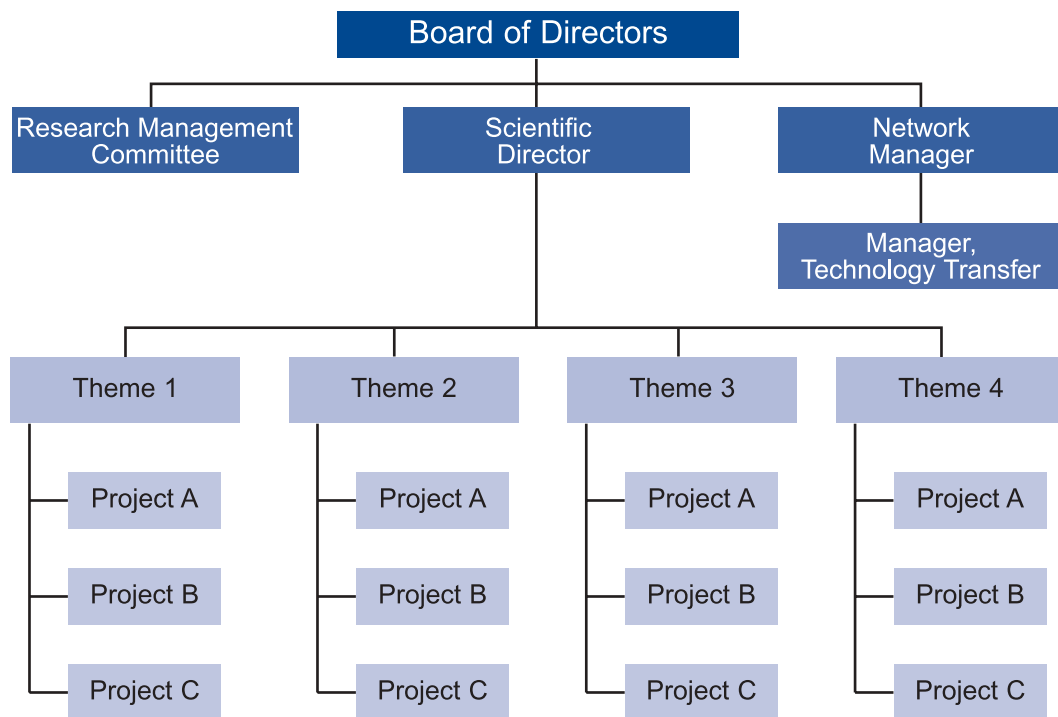 Board of Directors
Research Management
Committee
Scientific
Director
Network
Manager
Manager,
Technology Transfer
Theme 1
Theme 2
Theme 3
Theme 4
Project A
Project A
Project A
Project A
Project B
Project B
Project B
Project B
Project C
Project C
Project C
Project C